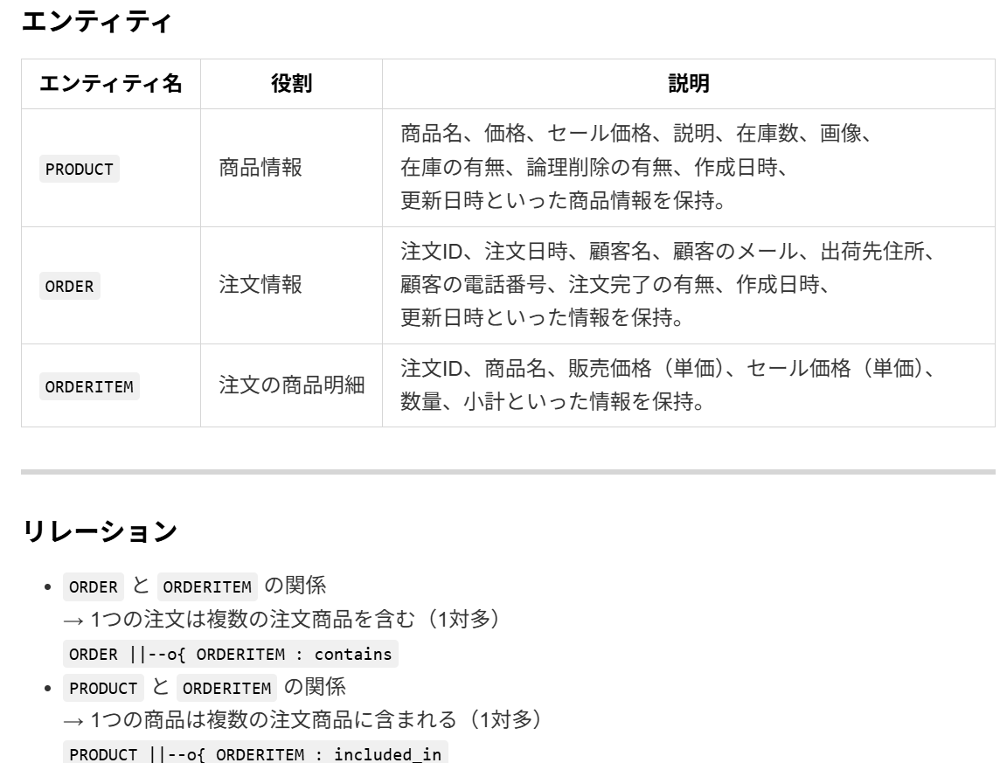 エンティティ
エンティティ名 役割 説明
PRODUCT 商品情報 商品名、価格、セール価格、説明、在庫数、画像、
在庫の有無、論理削除の有無、作成日時、
更新日時といった商品情報を保持。
ORDER 注文情報 注文ID、注文日時、顧客名、顧客のメール、出荷先住所、
顧客の電話番号、注文完了の有無、作成日時、
更新日時といった情報を保持。
ORDERITEM 注文の商品明細 注文ID、商品名、販売価格（単価）、セール価格（単価）、
数量、小計といった情報を保持。
リレーション
• ORDER と ORDERITEM の関係
→ 1つの注文は複数の注文商品を含む（1対多）
ORDER ||--o{ ORDERITEM : contains
• PRODUCT と ORDERITEM の関係
→ 1つの商品は複数の注文商品に含まれる（1対多）
PRODUCT ||--o{ ORDERITEM : included_in